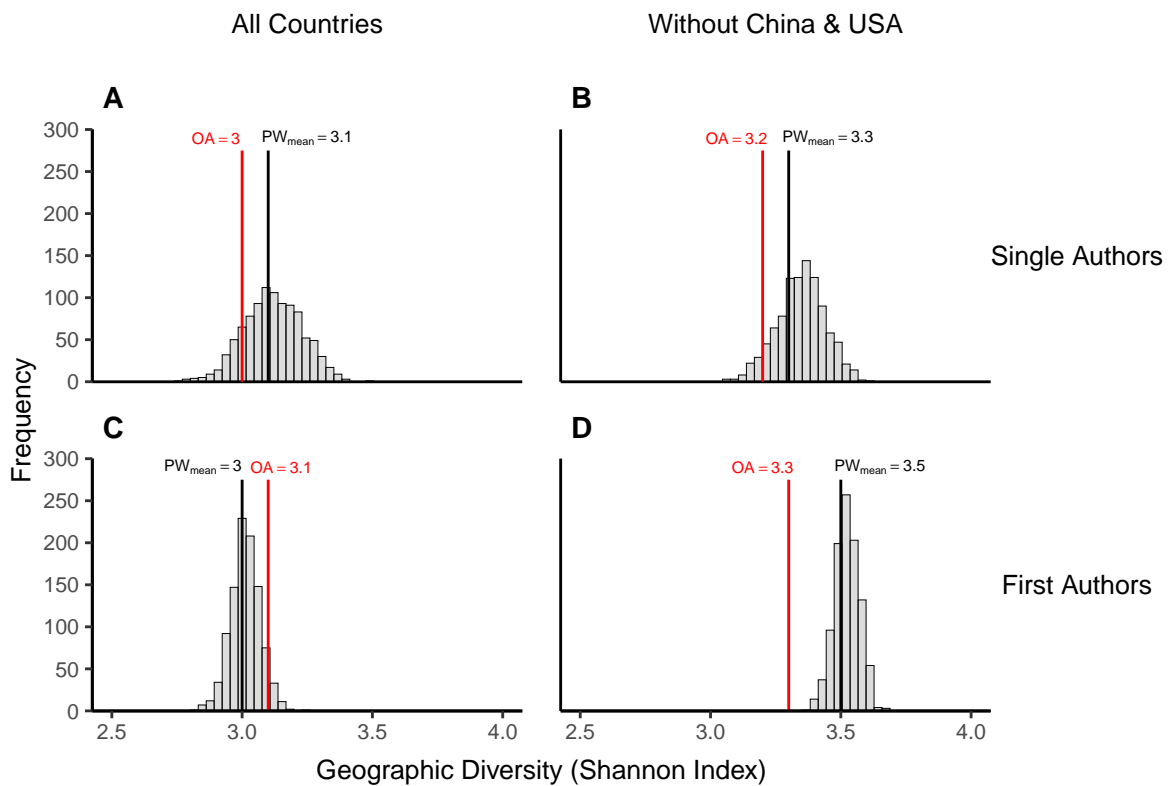 All Countries
Without China & USA
A
B
300
250
200
150
100
50
0
OA = 3
PWmean = 3.1
OA = 3.2
PWmean = 3.3
Single Authors
Frequency
C
D
300
250
200
150
100
50
0
PWmean = 3
OA = 3.1
OA = 3.3
PWmean = 3.5
First Authors
2.5 3.0 3.5 4.0
2.5 3.0 3.5 4.0
Geographic Diversity (Shannon Index)